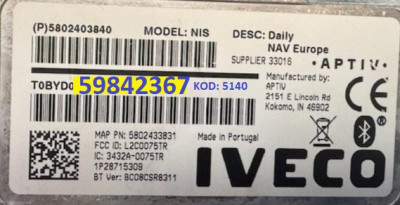 (P)5802403840 MODEL: NIS DESC: Daily
NAV Europe
SUPPLIER 33016 • APTIV •
T0BYD0 59842367 KOD: 5140
Manufactured by:
APTIV
2151 E Lincoln Rd
Kokomo, IN 46902
MAP PN: 5802433831 Made in Portugal
FCC ID: L2C0075TR
IC: 3432A-0075TR
1P28715309
BT Ver: BC08CSR8311
IVECO